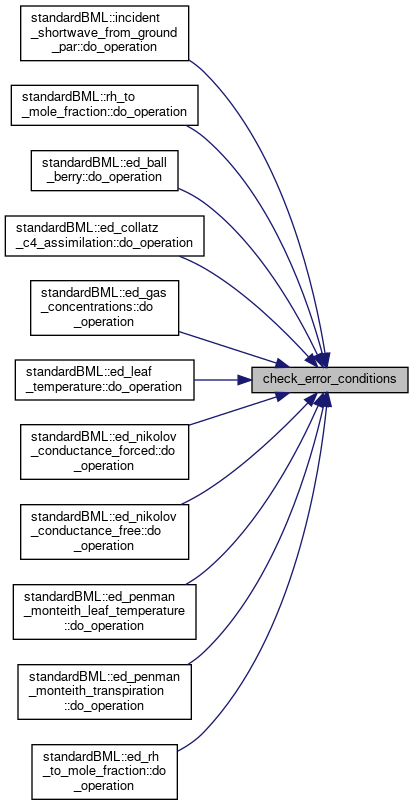 standardBML::incident
_shortwave_from_ground
_par::do_operation
standardBML::rh_to
_mole_fraction::do_operation
standardBML::ed_ball
_berry::do_operation
standardBML::ed_collatz
_c4_assimilation::do_operation
standardBML::ed_gas
_concentrations::do
_operation
standardBML::ed_leaf
_temperature::do_operation
check_error_conditions
standardBML::ed_nikolov
_conductance_forced::do
_operation
standardBML::ed_nikolov
_conductance_free::do
_operation
standardBML::ed_penman
_monteith_leaf_temperature
::do_operation
standardBML::ed_penman
_monteith_transpiration
::do_operation
standardBML::ed_rh
_to_mole_fraction::do
_operation